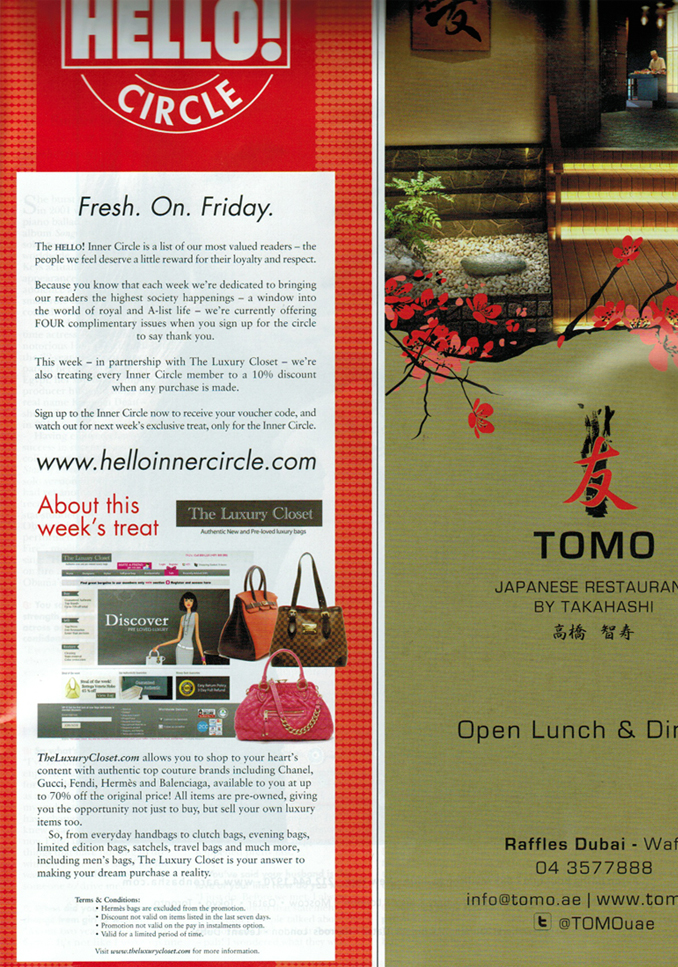 HELLO!
CIRCLE
Fresh. On. Friday.
The HELLO! Inner Circle is a list of our most valued readers – the
people we feel deserve a little reward for their loyalty and respect.
Because you know that each week we're dedicated to bringing
our readers the highest society happenings – a window into
the world of royal and A-list life – we're currently offering
FOUR complimentary issues when you sign up for the circle
to say thank you.
This week – in partnership with The Luxury Closet – we're
also treating every Inner Circle member to a 10% discount
when any purchase is made.
Sign up to the Inner Circle now to receive your voucher code, and
watch out for next week's exclusive treat, only for the Inner Circle.
www.helloinnercircle.com
About this
week's treat
The Luxury Closet
Authentic New and Pre-loved luxury bags
The Luxury Closet
Discover
PRE LOVED LUXURY
TheLuxuryCloset.com allows you to shop to your heart's
content with authentic top couture brands including Chanel,
Gucci, Fendi, Hermès and Balenciaga, available to you at up
to 70% off the original price! All items are pre-owned, giving
you the opportunity not just to buy, but sell your own luxury
items too.
So, from everyday handbags to clutch bags, evening bags,
limited edition bags, satchels, travel bags and much more,
including men's bags, The Luxury Closet is your answer to
making your dream purchase a reality.
Terms & Conditions:
• Hermès bags are excluded from the promotion.
• Discount not valid on items listed in the last seven days.
• Promotion not valid on the pay in instalments option.
• Valid for a limited period of time.
Visit www.theluxurycloset.com for more information.
友
TOMO
JAPANESE RESTAURAN
BY TAKAHASHI
高橋 智寿
Open Lunch & Din
Raffles Dubai - Waf
04 3577888
info@tomo.ae | www.tom
@TOMOuae